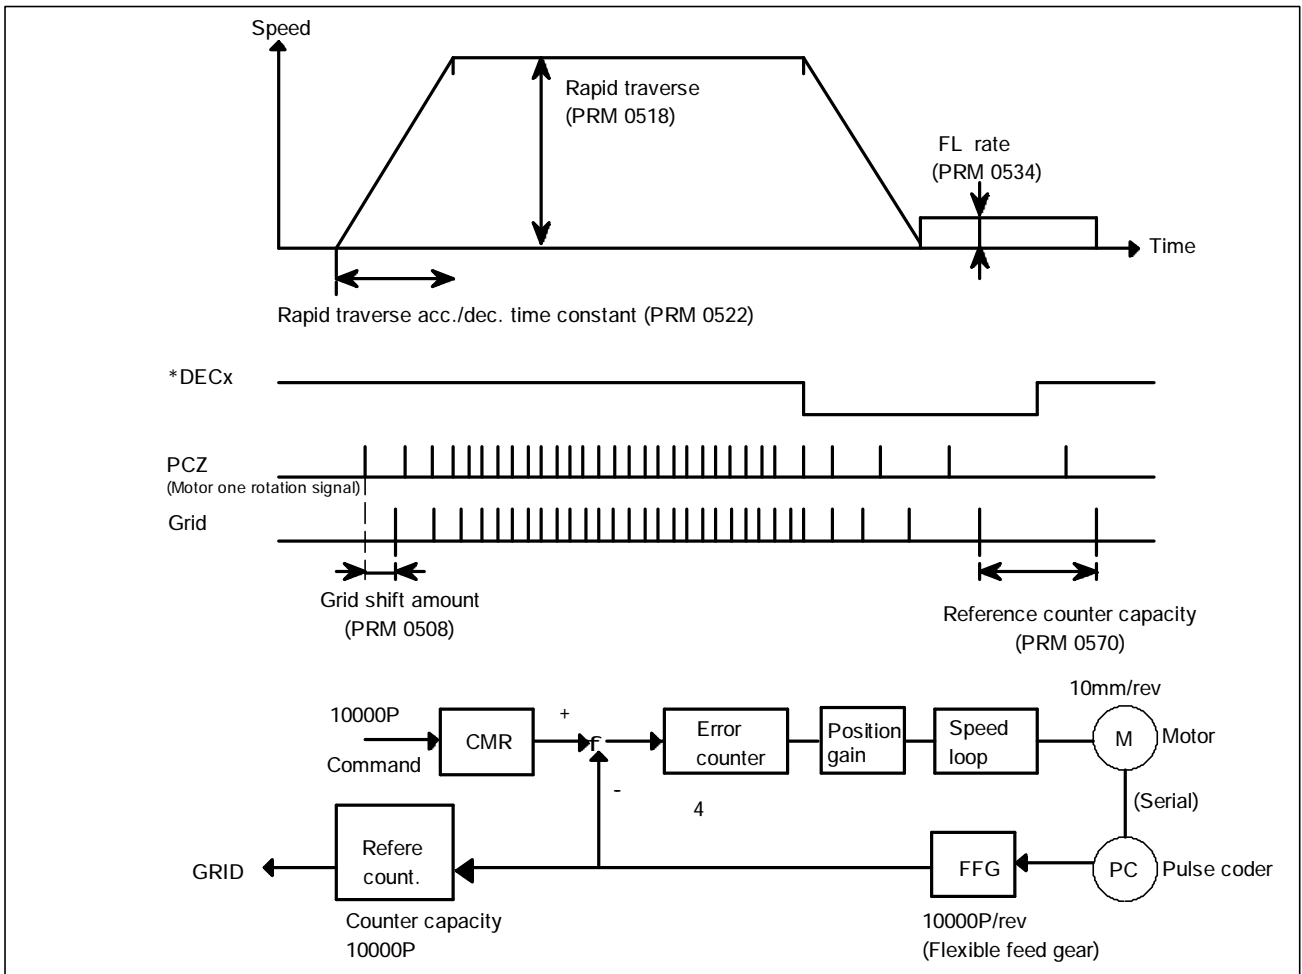 Speed
Rapid traverse
(PRM 0518)
FL rate
(PRM 0534)
Time
Rapid traverse acc./dec. time constant (PRM 0522)
*DECx
PCZ
(Motor one rotation signal)
Grid
Grid shift amount
(PRM 0508)
Reference counter capacity
(PRM 0570)
10mm/rev
10000P
Command
CMR
+
-
Error
counter
4
Position
gain
Speed
loop
M
Motor
(Serial)
GRID
Refere
count.
FFG
PC
Pulse coder
Counter capacity
10000P
10000P/rev
(Flexible feed gear)